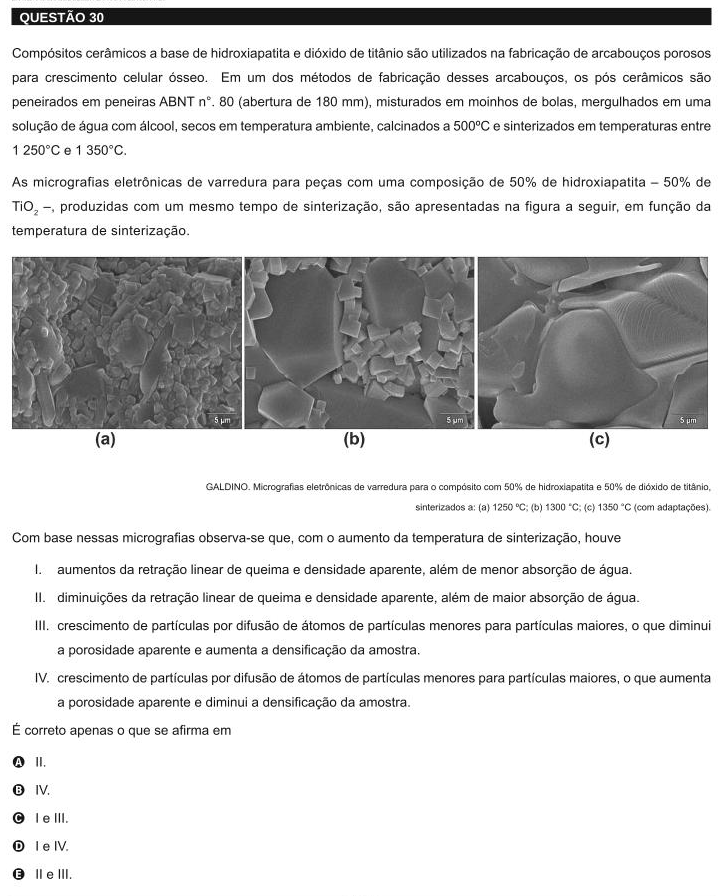 QUESTÃO 30
Compósitos cerâmicos a base de hidroxiapatita e dióxido de titânio são utilizados na fabricação de arcabouços porosos
para crescimento celular ósseo. Em um dos métodos de fabricação desses arcabouços, os pós cerâmicos são
peneirados em peneiras ABNT n°. 80 (abertura de 180 mm), misturados em moinhos de bolas, mergulhados em uma
solução de água com álcool, secos em temperatura ambiente, calcinados a 500ºC e sinterizados em temperaturas entre
1 250°C e 1 350°C.
As micrografias eletrônicas de varredura para peças com uma composição de 50% de hidroxiapatita – 50% de
TiO₂ –, produzidas com um mesmo tempo de sinterização, são apresentadas na figura a seguir, em função da
temperatura de sinterização.
5 µm 5 µm 5 µm
(a) (b) (c)
GALDINO. Micrografias eletrônicas de varredura para o compósito com 50% de hidroxiapatita e 50% de dióxido de titânio,
sinterizados a: (a) 1250 ºC; (b) 1300 °C; (c) 1350 °C (com adaptações).
Com base nessas micrografias observa-se que, com o aumento da temperatura de sinterização, houve
I. aumentos da retração linear de queima e densidade aparente, além de menor absorção de água.
II. diminuições da retração linear de queima e densidade aparente, além de maior absorção de água.
III. crescimento de partículas por difusão de átomos de partículas menores para partículas maiores, o que diminui
a porosidade aparente e aumenta a densificação da amostra.
IV. crescimento de partículas por difusão de átomos de partículas menores para partículas maiores, o que aumenta
a porosidade aparente e diminui a densificação da amostra.
É correto apenas o que se afirma em
A II.
B IV.
C I e III.
D I e IV.
E II e III.